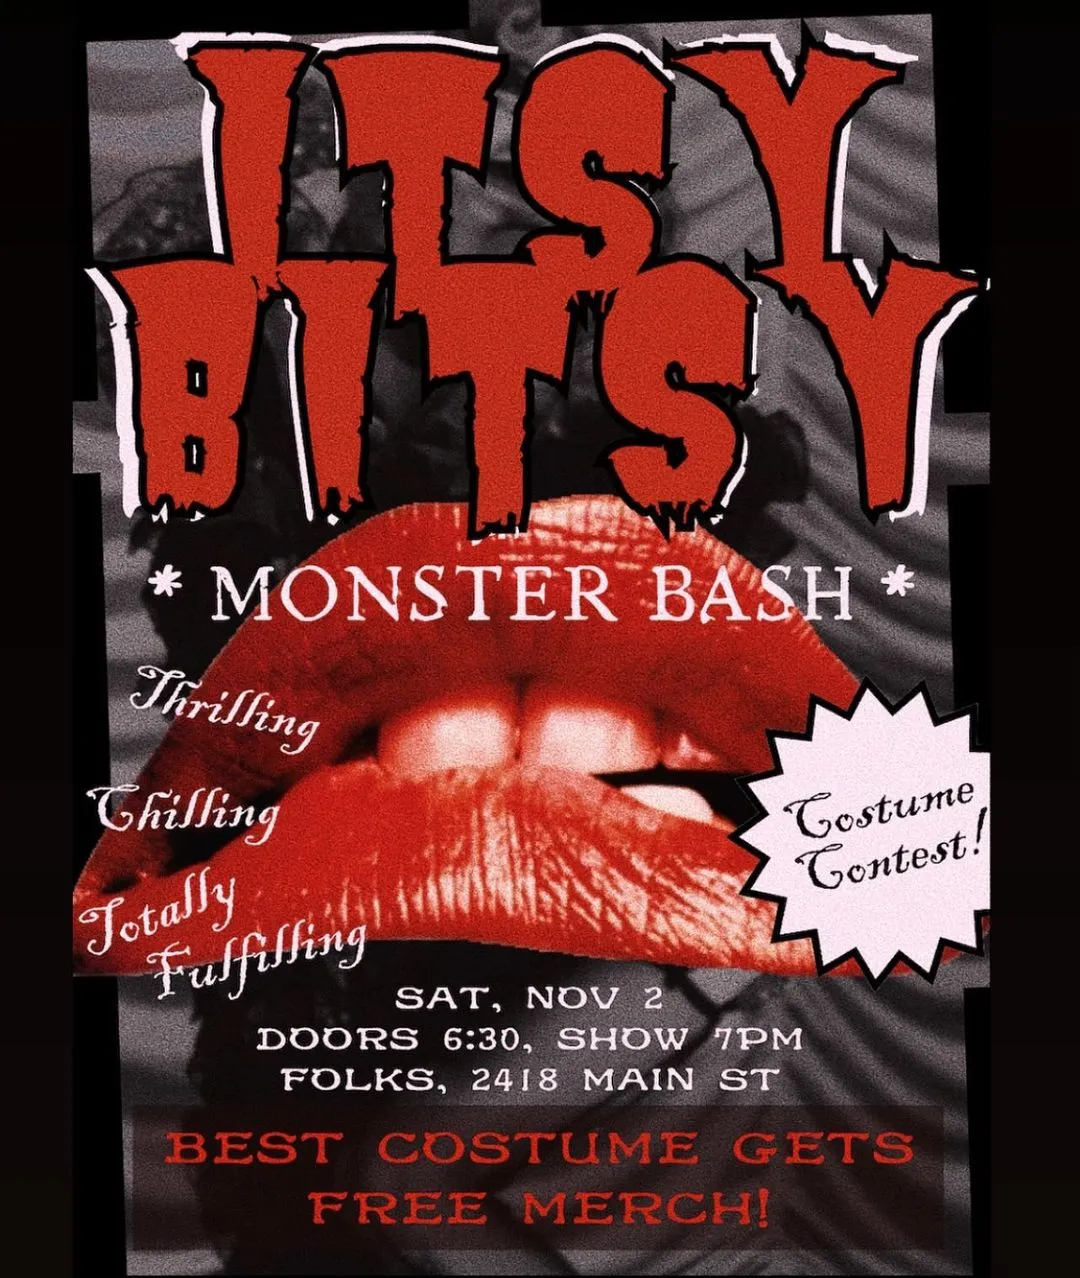 ITSY
BITSY
* MONSTER BASH *
Thrilling
Chilling
Totally
Fulfilling
Costume
Contest!
SAT, NOV 2
DOORS 6:30, SHOW 7PM
FOLKS, 2418 MAIN ST
BEST COSTUME GETS
FREE MERCH!